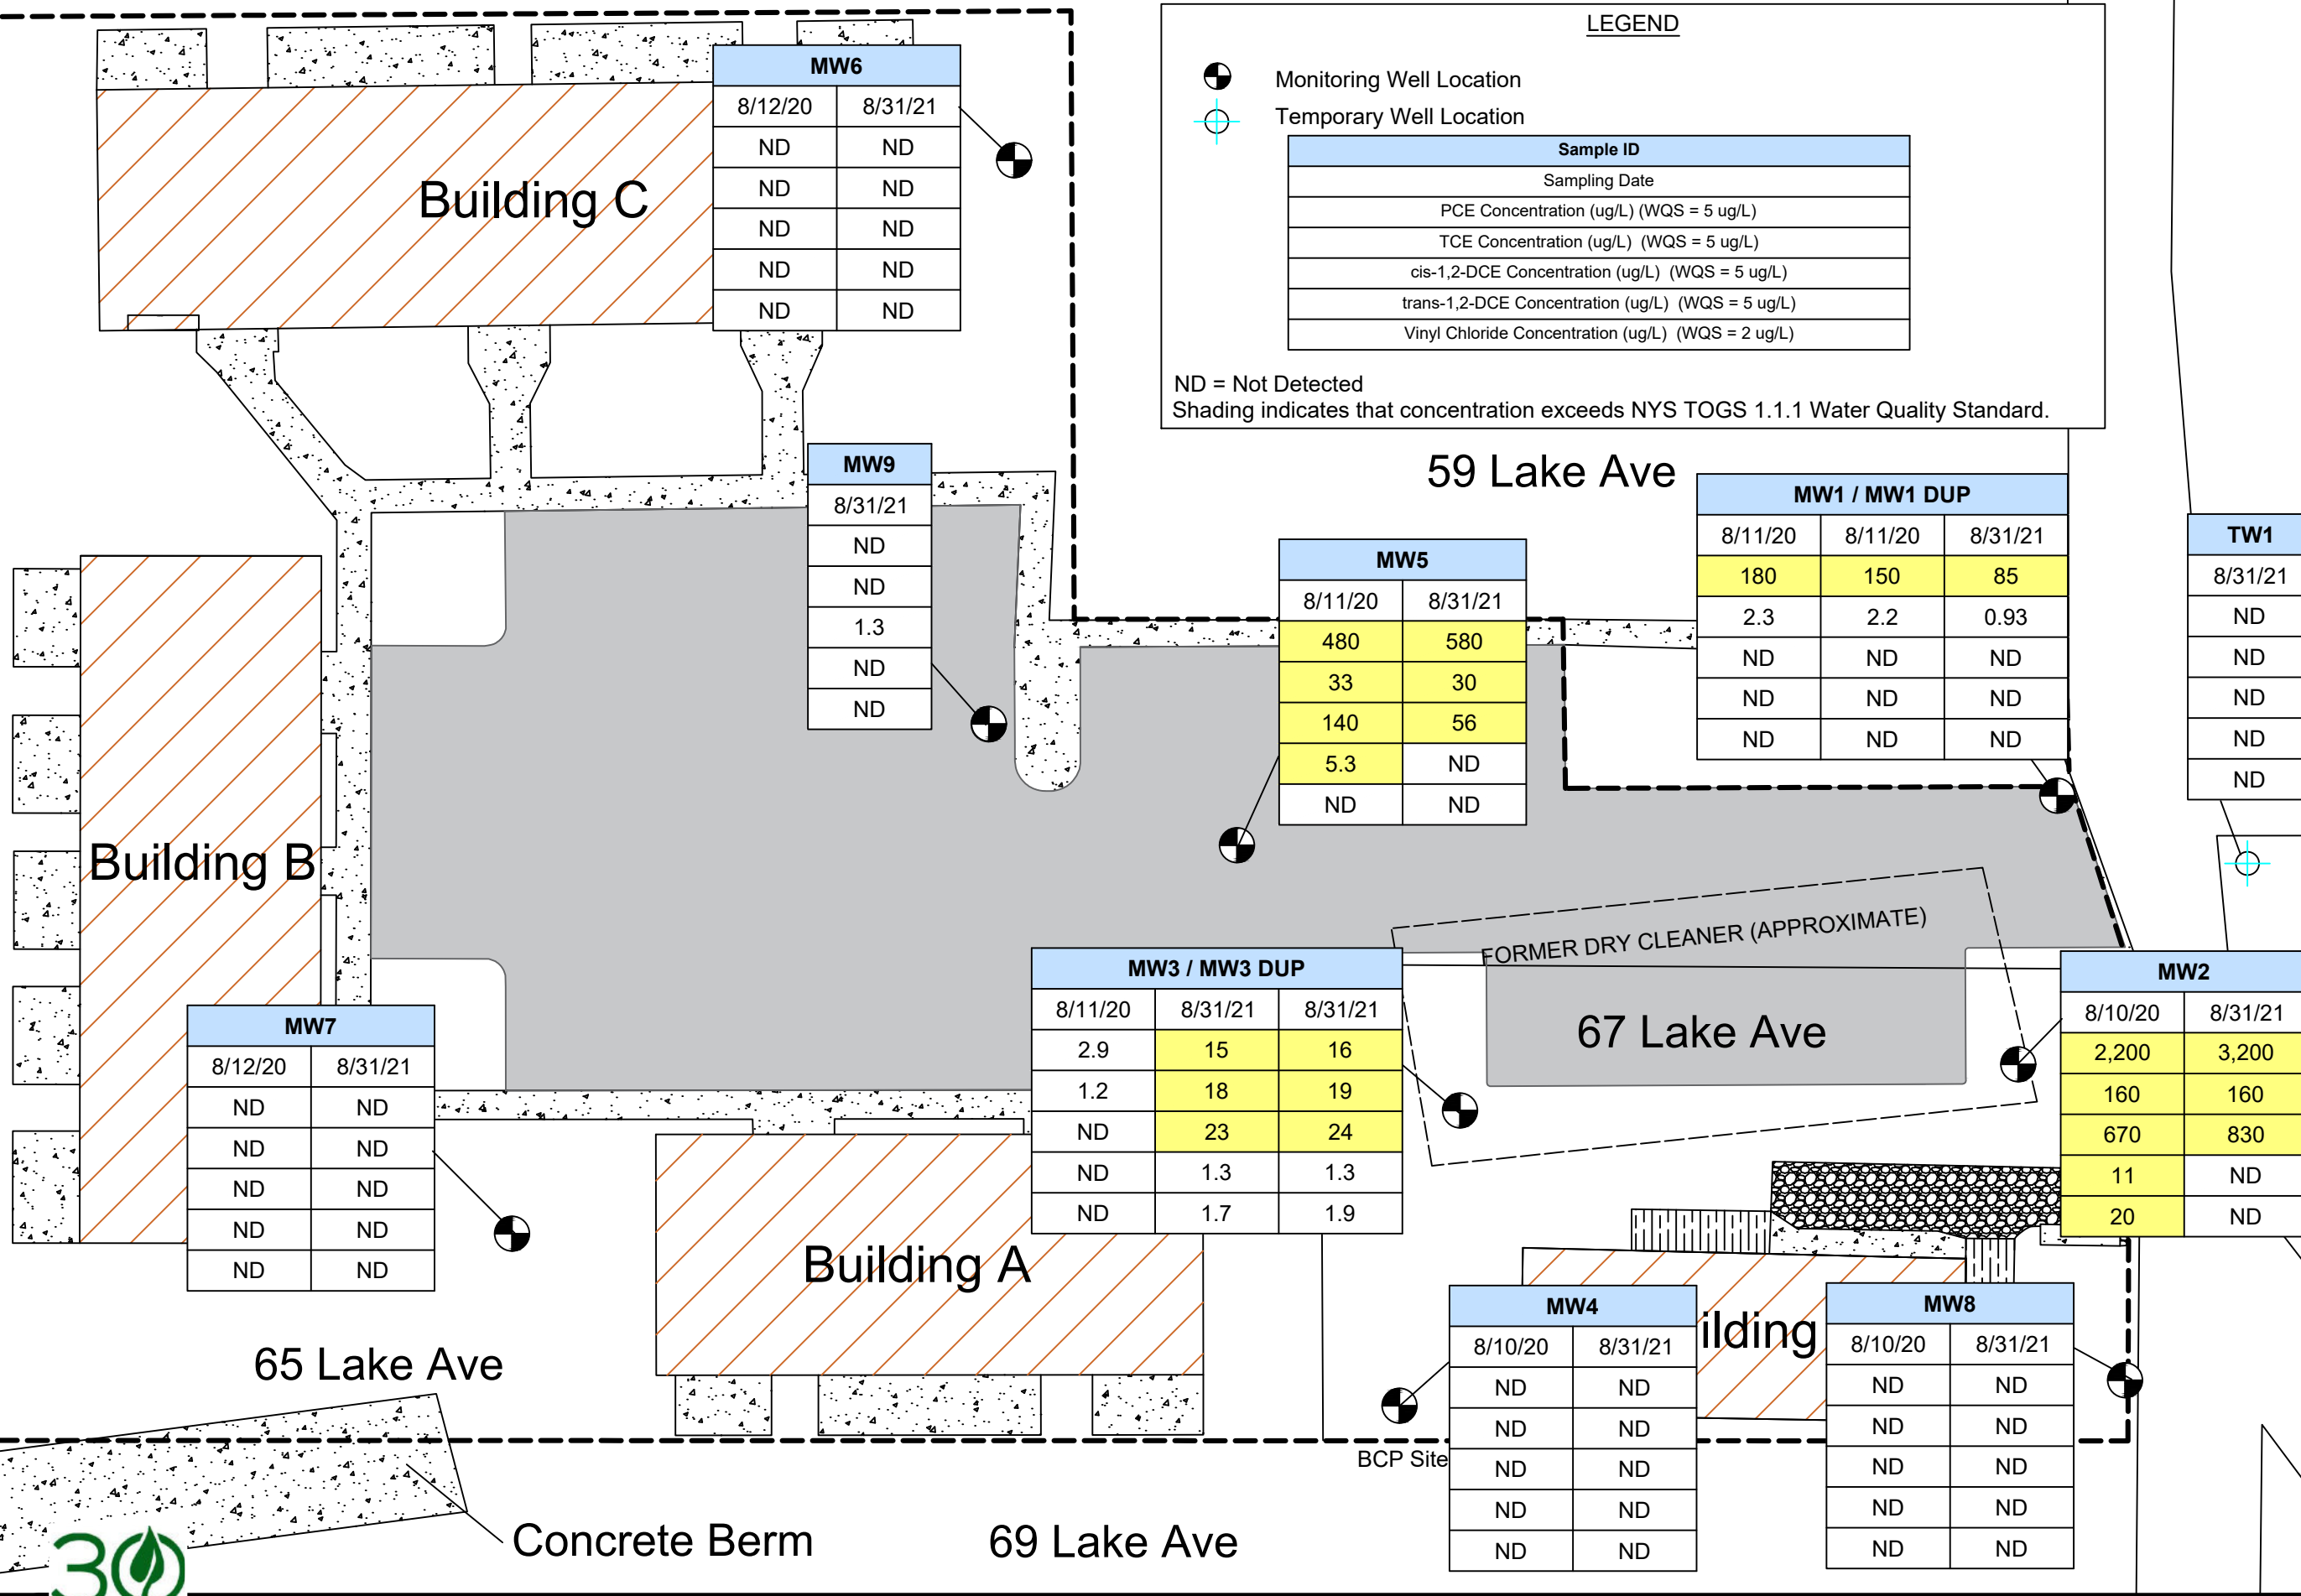 LEGEND
Monitoring Well Location
Temporary Well Location
Sample ID
Sampling Date
PCE Concentration (ug/L) (WQS = 5 ug/L)
TCE Concentration (ug/L) (WQS = 5 ug/L)
cis-1,2-DCE Concentration (ug/L) (WQS = 5 ug/L)
trans-1,2-DCE Concentration (ug/L) (WQS = 5 ug/L)
Vinyl Chloride Concentration (ug/L) (WQS = 2 ug/L)
ND = Not Detected
Shading indicates that concentration exceeds NYS TOGS 1.1.1 Water Quality Standard.
MW6
8/12/20 8/31/21
ND ND
ND ND
ND ND
ND ND
ND ND
Building C
59 Lake Ave
MW9
8/31/21
ND
ND
1.3
ND
ND
MW5
8/11/20 8/31/21
480 580
33 30
140 56
5.3 ND
ND ND
MW1 / MW1 DUP
8/11/20 8/11/20 8/31/21
180 150 85
2.3 2.2 0.93
ND ND ND
ND ND ND
ND ND ND
TW1
8/31/21
ND
ND
ND
ND
ND
Building B
FORMER DRY CLEANER (APPROXIMATE)
67 Lake Ave
MW3 / MW3 DUP
8/11/20 8/31/21 8/31/21
2.9 15 16
1.2 18 19
ND 23 24
ND 1.3 1.3
ND 1.7 1.9
MW2
8/10/20 8/31/21
2,200 3,200
160 160
670 830
11 ND
20 ND
MW7
8/12/20 8/31/21
ND ND
ND ND
ND ND
ND ND
ND ND
Building A
65 Lake Ave
MW4
8/10/20 8/31/21
ND ND
ND ND
ND ND
ND ND
ND ND
ilding
MW8
8/10/20 8/31/21
ND ND
ND ND
ND ND
ND ND
ND ND
BCP Site
Concrete Berm
69 Lake Ave